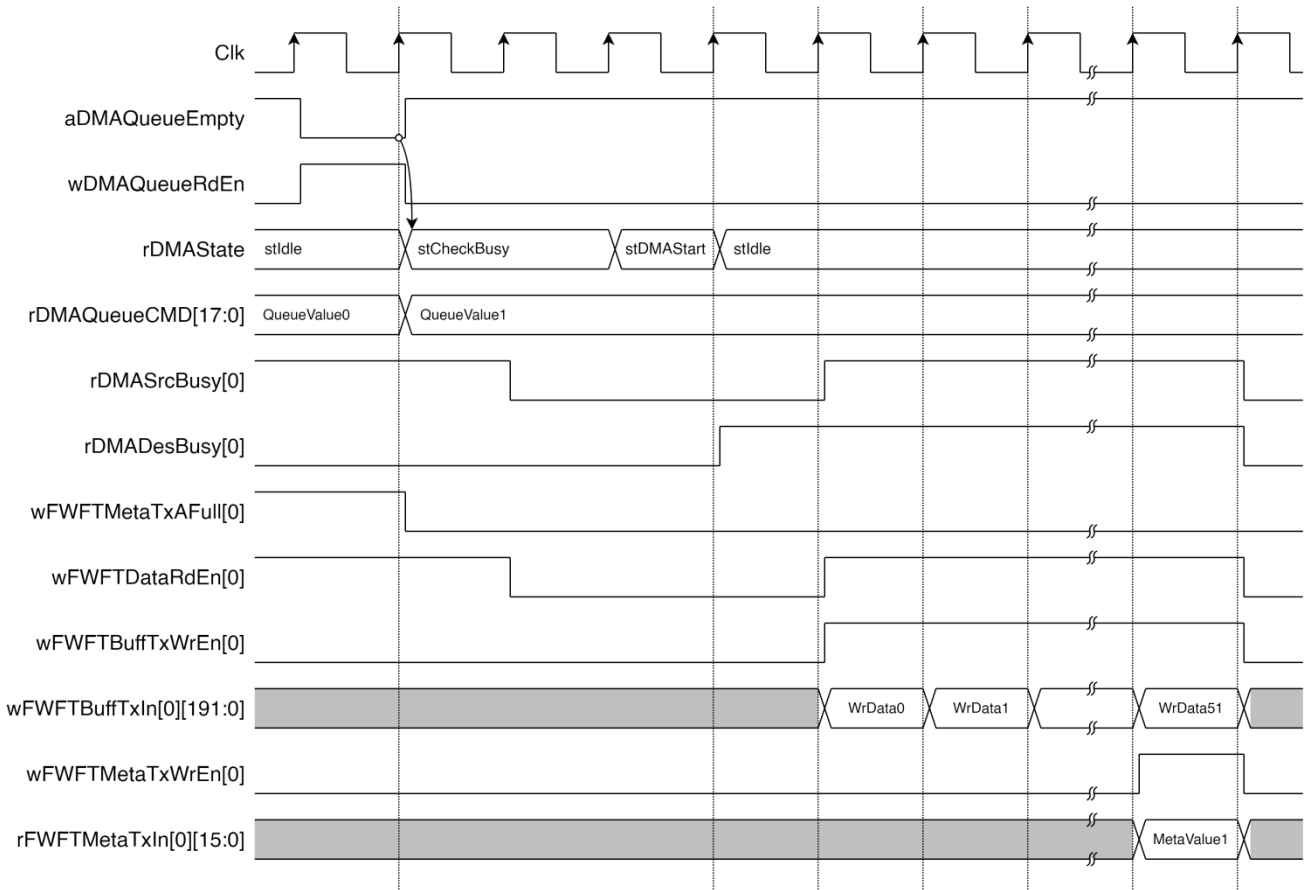 Clk
aDMAQueueEmpty
wDMAQueueRdEn
rDMAState stIdle stCheckBusy stDMAStart stIdle
rDMAQueueCMD[17:0] QueueValue0 QueueValue1
rDMASrcBusy[0]
rDMADesBusy[0]
wFWFTMetaTxAFull[0]
wFWFTDataRdEn[0]
wFWFTBuffTxWrEn[0]
wFWFTBuffTxIn[0][191:0] WrData0 WrData1 WrData51
wFWFTMetaTxWrEn[0]
rFWFTMetaTxIn[0][15:0] MetaValue1